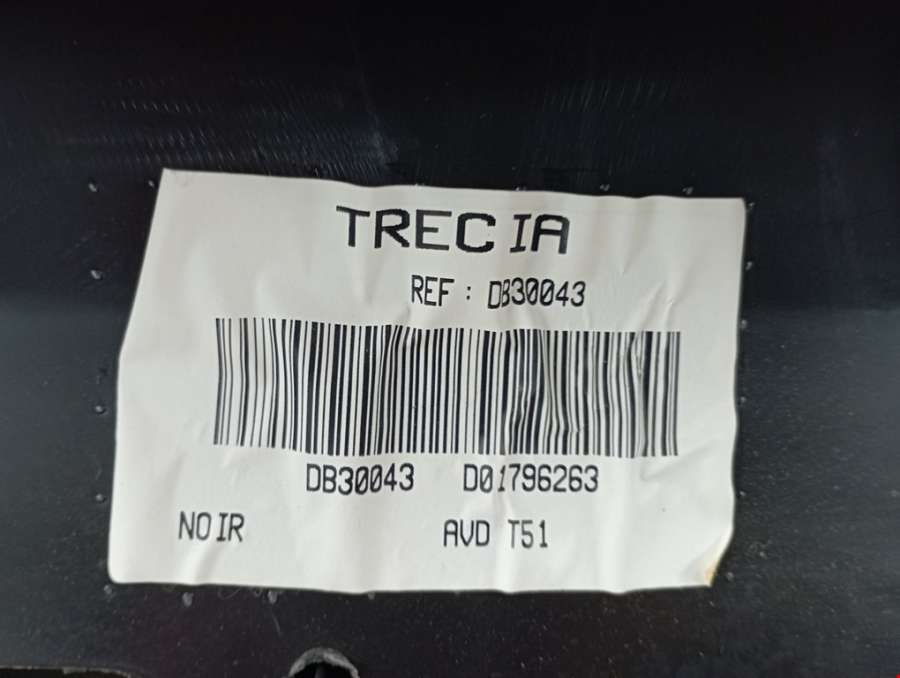 TRECIA
REF : DB30043
DB30043 D01796263
NOIR AVD T51